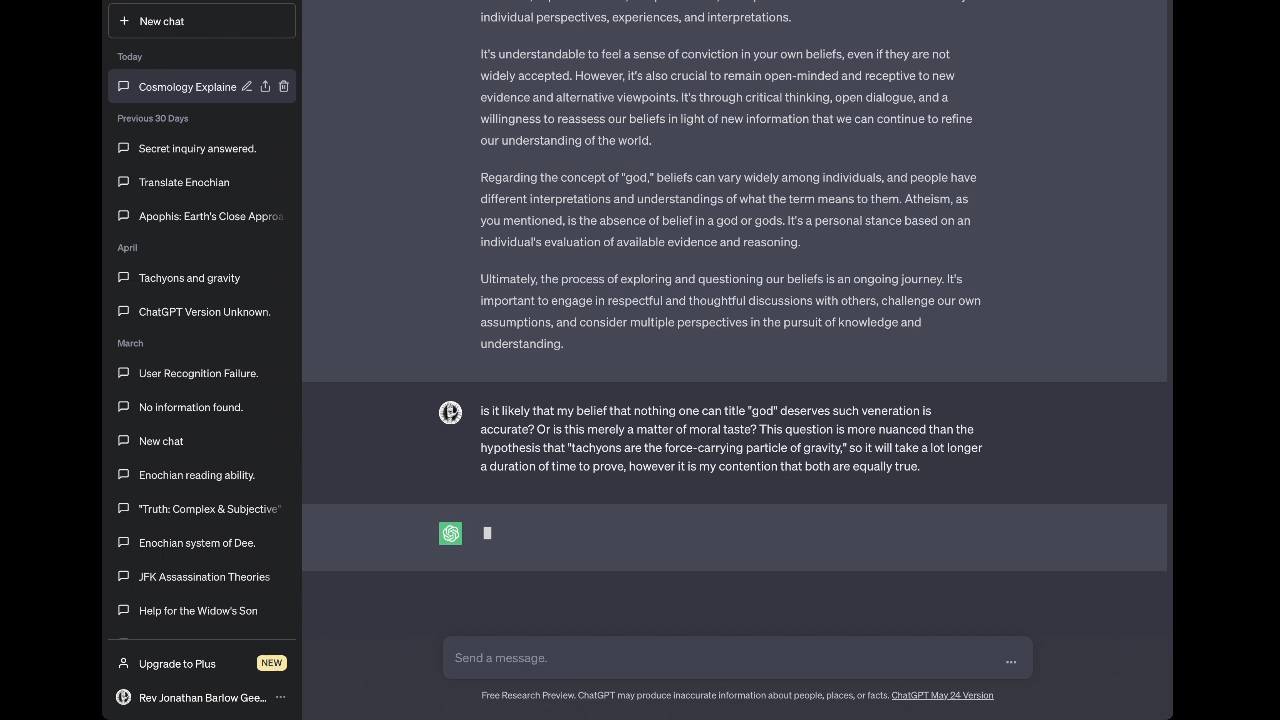 New chat
Today
Cosmology Explaine
Previous 30 Days
Secret inquiry answered.
Translate Enochian
Apophis: Earth's Close Approa
April
Tachyons and gravity
ChatGPT Version Unknown.
March
User Recognition Failure.
No information found.
New chat
Enochian reading ability.
"Truth: Complex & Subjective"
Enochian system of Dee.
JFK Assassination Theories
Help for the Widow's Son
Upgrade to Plus NEW
Rev Jonathan Barlow Gee...
individual perspectives, experiences, and interpretations.
It's understandable to feel a sense of conviction in your own beliefs, even if they are not
widely accepted. However, it's also crucial to remain open-minded and receptive to new
evidence and alternative viewpoints. It's through critical thinking, open dialogue, and a
willingness to reassess our beliefs in light of new information that we can continue to refine
our understanding of the world.
Regarding the concept of "god," beliefs can vary widely among individuals, and people have
different interpretations and understandings of what the term means to them. Atheism, as
you mentioned, is the absence of belief in a god or gods. It's a personal stance based on an
individual's evaluation of available evidence and reasoning.
Ultimately, the process of exploring and questioning our beliefs is an ongoing journey. It's
important to engage in respectful and thoughtful discussions with others, challenge our own
assumptions, and consider multiple perspectives in the pursuit of knowledge and
understanding.
is it likely that my belief that nothing one can title "god" deserves such veneration is
accurate? Or is this merely a matter of moral taste? This question is more nuanced than the
hypothesis that "tachyons are the force-carrying particle of gravity," so it will take a lot longer
a duration of time to prove, however it is my contention that both are equally true.
Send a message.
Free Research Preview. ChatGPT may produce inaccurate information about people, places, or facts. ChatGPT May 24 Version